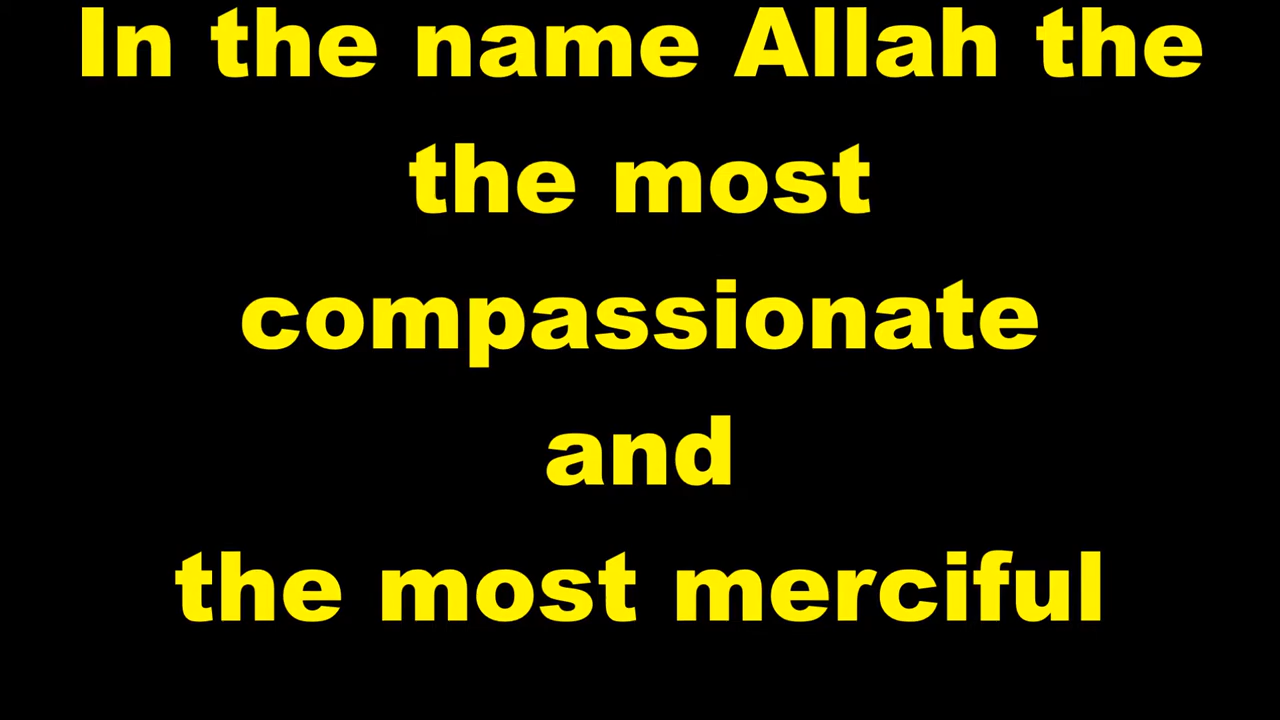 In the name Allah the
the most
compassionate
and
the most merciful